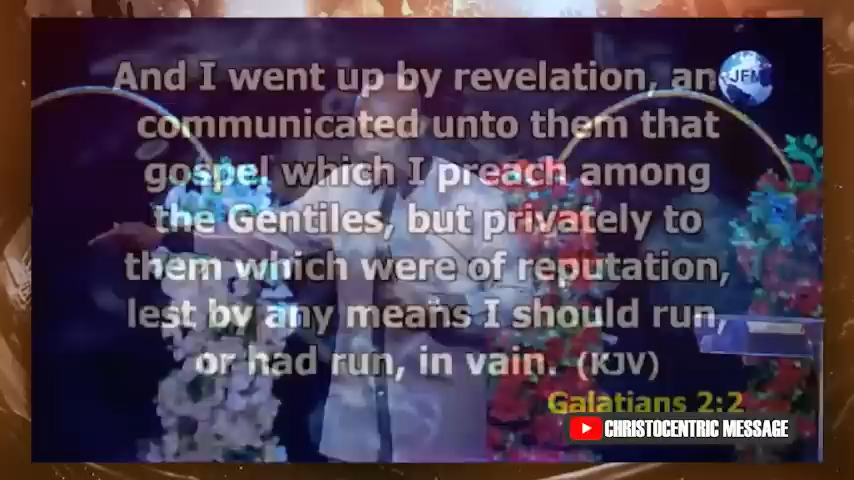 And I went up by revelation, an
JFM
communicated unto them that
gospel which I preach among
the Gentiles, but privately to
them which were of reputation,
lest by any means I should run,
or had run, in vain. (KJV)
Galatians 2:2
CHRISTOCENTRIC MESSAGE